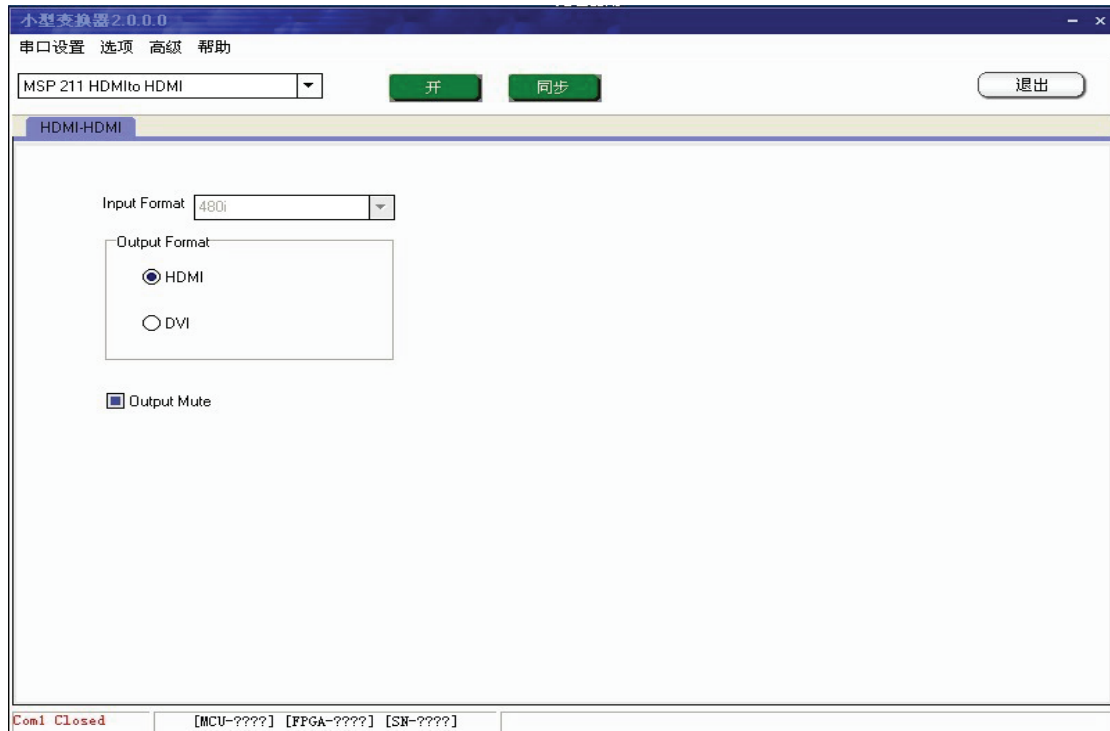 小型变换器2.0.0.0
串口设置 选项 高级 帮助
MSP 211 HDMIto HDMI 开 同步 退出
HDMI-HDMI
Input Format 480i
Output Format
HDMI
DVI
Output Mute
Com1 Closed [MCU-????] [FPGA-????] [SN-????]